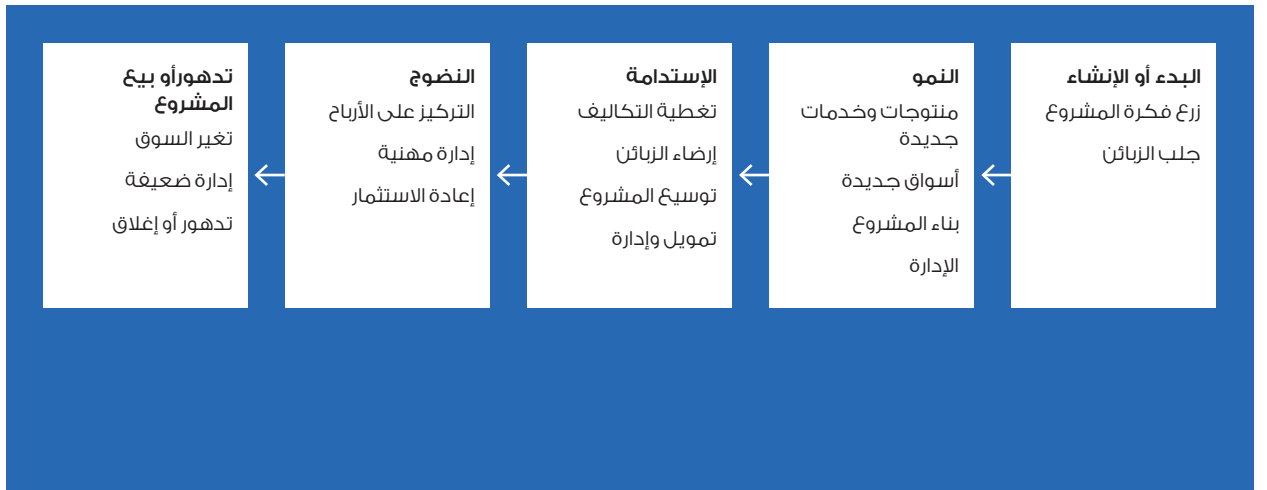 البدء أو الإنشاء
زرع فكرة المشروع
جلب الزبائن
النمو
منتوجات وخدمات
جديدة
أسواق جديدة
بناء المشروع
الإدارة
الإستدامة
تغطية التكاليف
إرضاء الزبائن
توسيع المشروع
تمويل وإدارة
النضوج
التركيز على الأرباح
إدارة مهنية
إعادة الاستثمار
تدهورأو بيع
المشروع
تغير السوق
إدارة ضعيفة
تدهور أو إغلاق